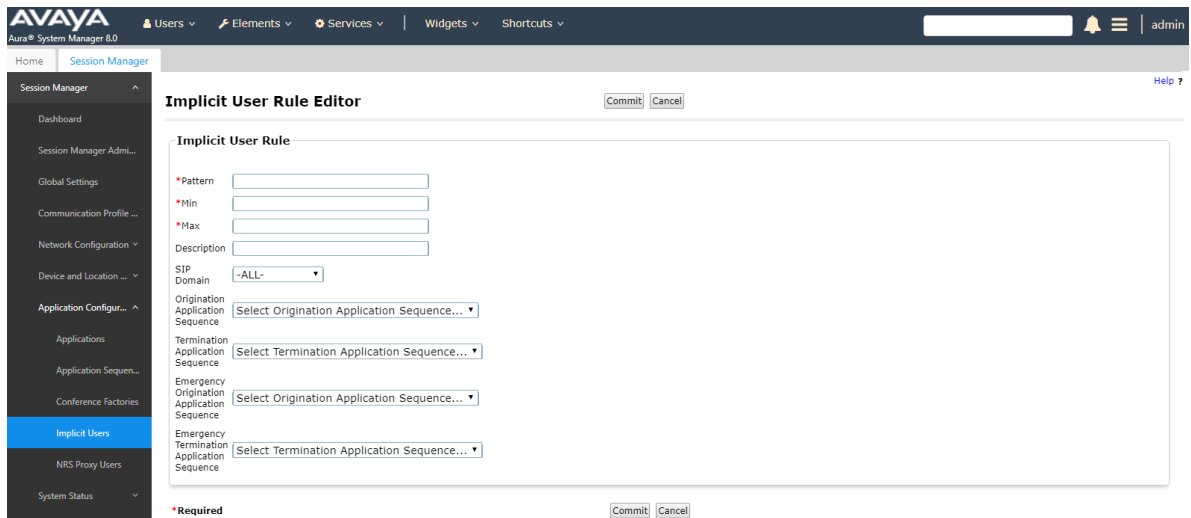 AVAYA
Aura® System Manager 8.0
Users Elements Services | Widgets Shortcuts admin
Home Session Manager
Help ?
Session Manager
Dashboard
Session Manager Admi...
Global Settings
Communication Profile ...
Network Configuration
Device and Location ...
Application Configur...
Applications
Application Sequen...
Conference Factories
Implicit Users
NRS Proxy Users
System Status
Implicit User Rule Editor
Commit Cancel
Implicit User Rule
*Pattern
*Min
*Max
Description
SIP
Domain
-ALL-
Origination
Application
Sequence
Select Origination Application Sequence...
Termination
Application
Sequence
Select Termination Application Sequence...
Emergency
Origination
Application
Sequence
Select Origination Application Sequence...
Emergency
Termination
Application
Sequence
Select Termination Application Sequence...
*Required
Commit Cancel